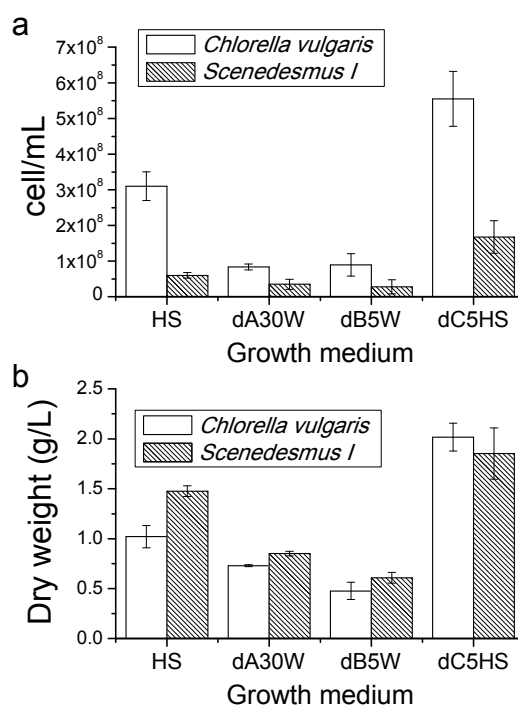 a
7x10⁸
6x10⁸
5x10⁸
4x10⁸
3x10⁸
2x10⁸
1x10⁸
0
cell/mL
Chlorella vulgaris
Scenedesmus I
HS dA30W dB5W dC5HS
Growth medium
b
2.5
2.0
1.5
1.0
0.5
0.0
Dry weight (g/L)
Chlorella vulgaris
Scenedesmus I
HS dA30W dB5W dC5HS
Growth medium